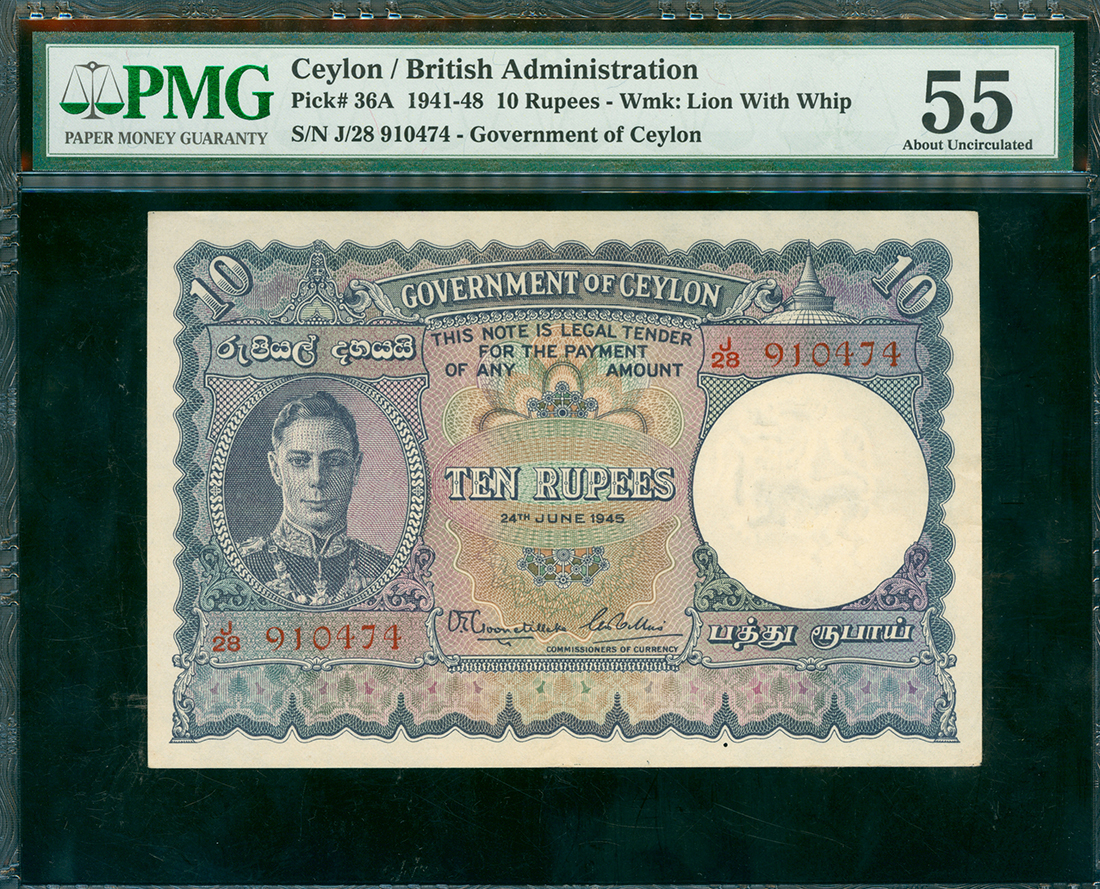 PMG
PAPER MONEY GUARANTY
Ceylon / British Administration
Pick# 36A 1941-48 10 Rupees - Wmk: Lion With Whip
S/N J/28 910474 - Government of Ceylon
55
About Uncirculated
10
GOVERNMENT OF CEYLON
10
රුපියල් දහයයි
THIS NOTE IS LEGAL TENDER
FOR THE PAYMENT
OF ANY AMOUNT
J/28 910474
TEN RUPEES
24TH JUNE 1945
J/28 910474
COMMISSIONERS OF CURRENCY
பத்து ரூபாய்